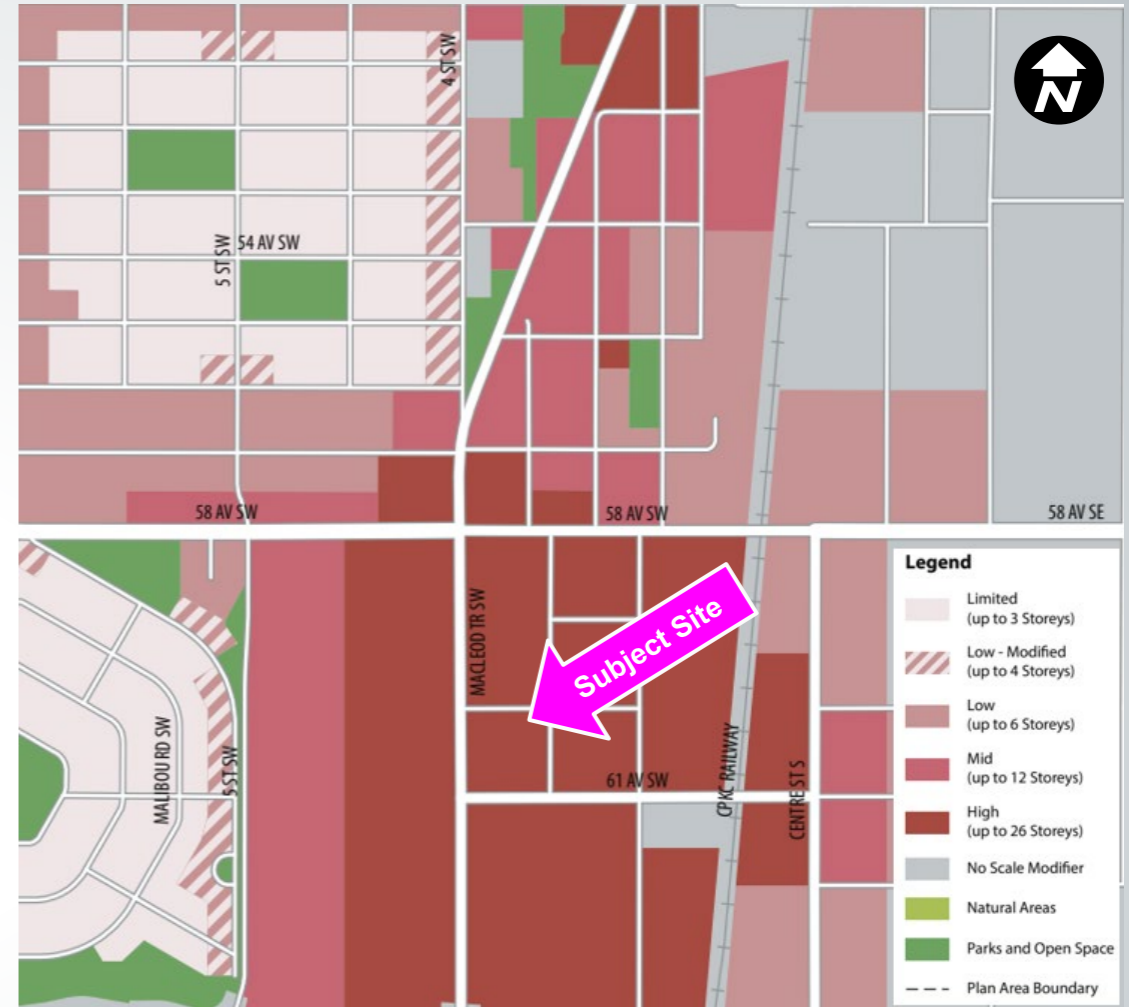 4 ST SW
N
5 ST SW
54 AV SW
58 AV SW
58 AV SW
58 AV SE
MACLEOD TR SW
Subject Site
MALIBOU RD SW
5 ST SW
61 AV SW
CPKC RAILWAY
CENTRE ST S
Legend
Limited
(up to 3 Storeys)
Low - Modified
(up to 4 Storeys)
Low
(up to 6 Storeys)
Mid
(up to 12 Storeys)
High
(up to 26 Storeys)
No Scale Modifier
Natural Areas
Parks and Open Space
Plan Area Boundary